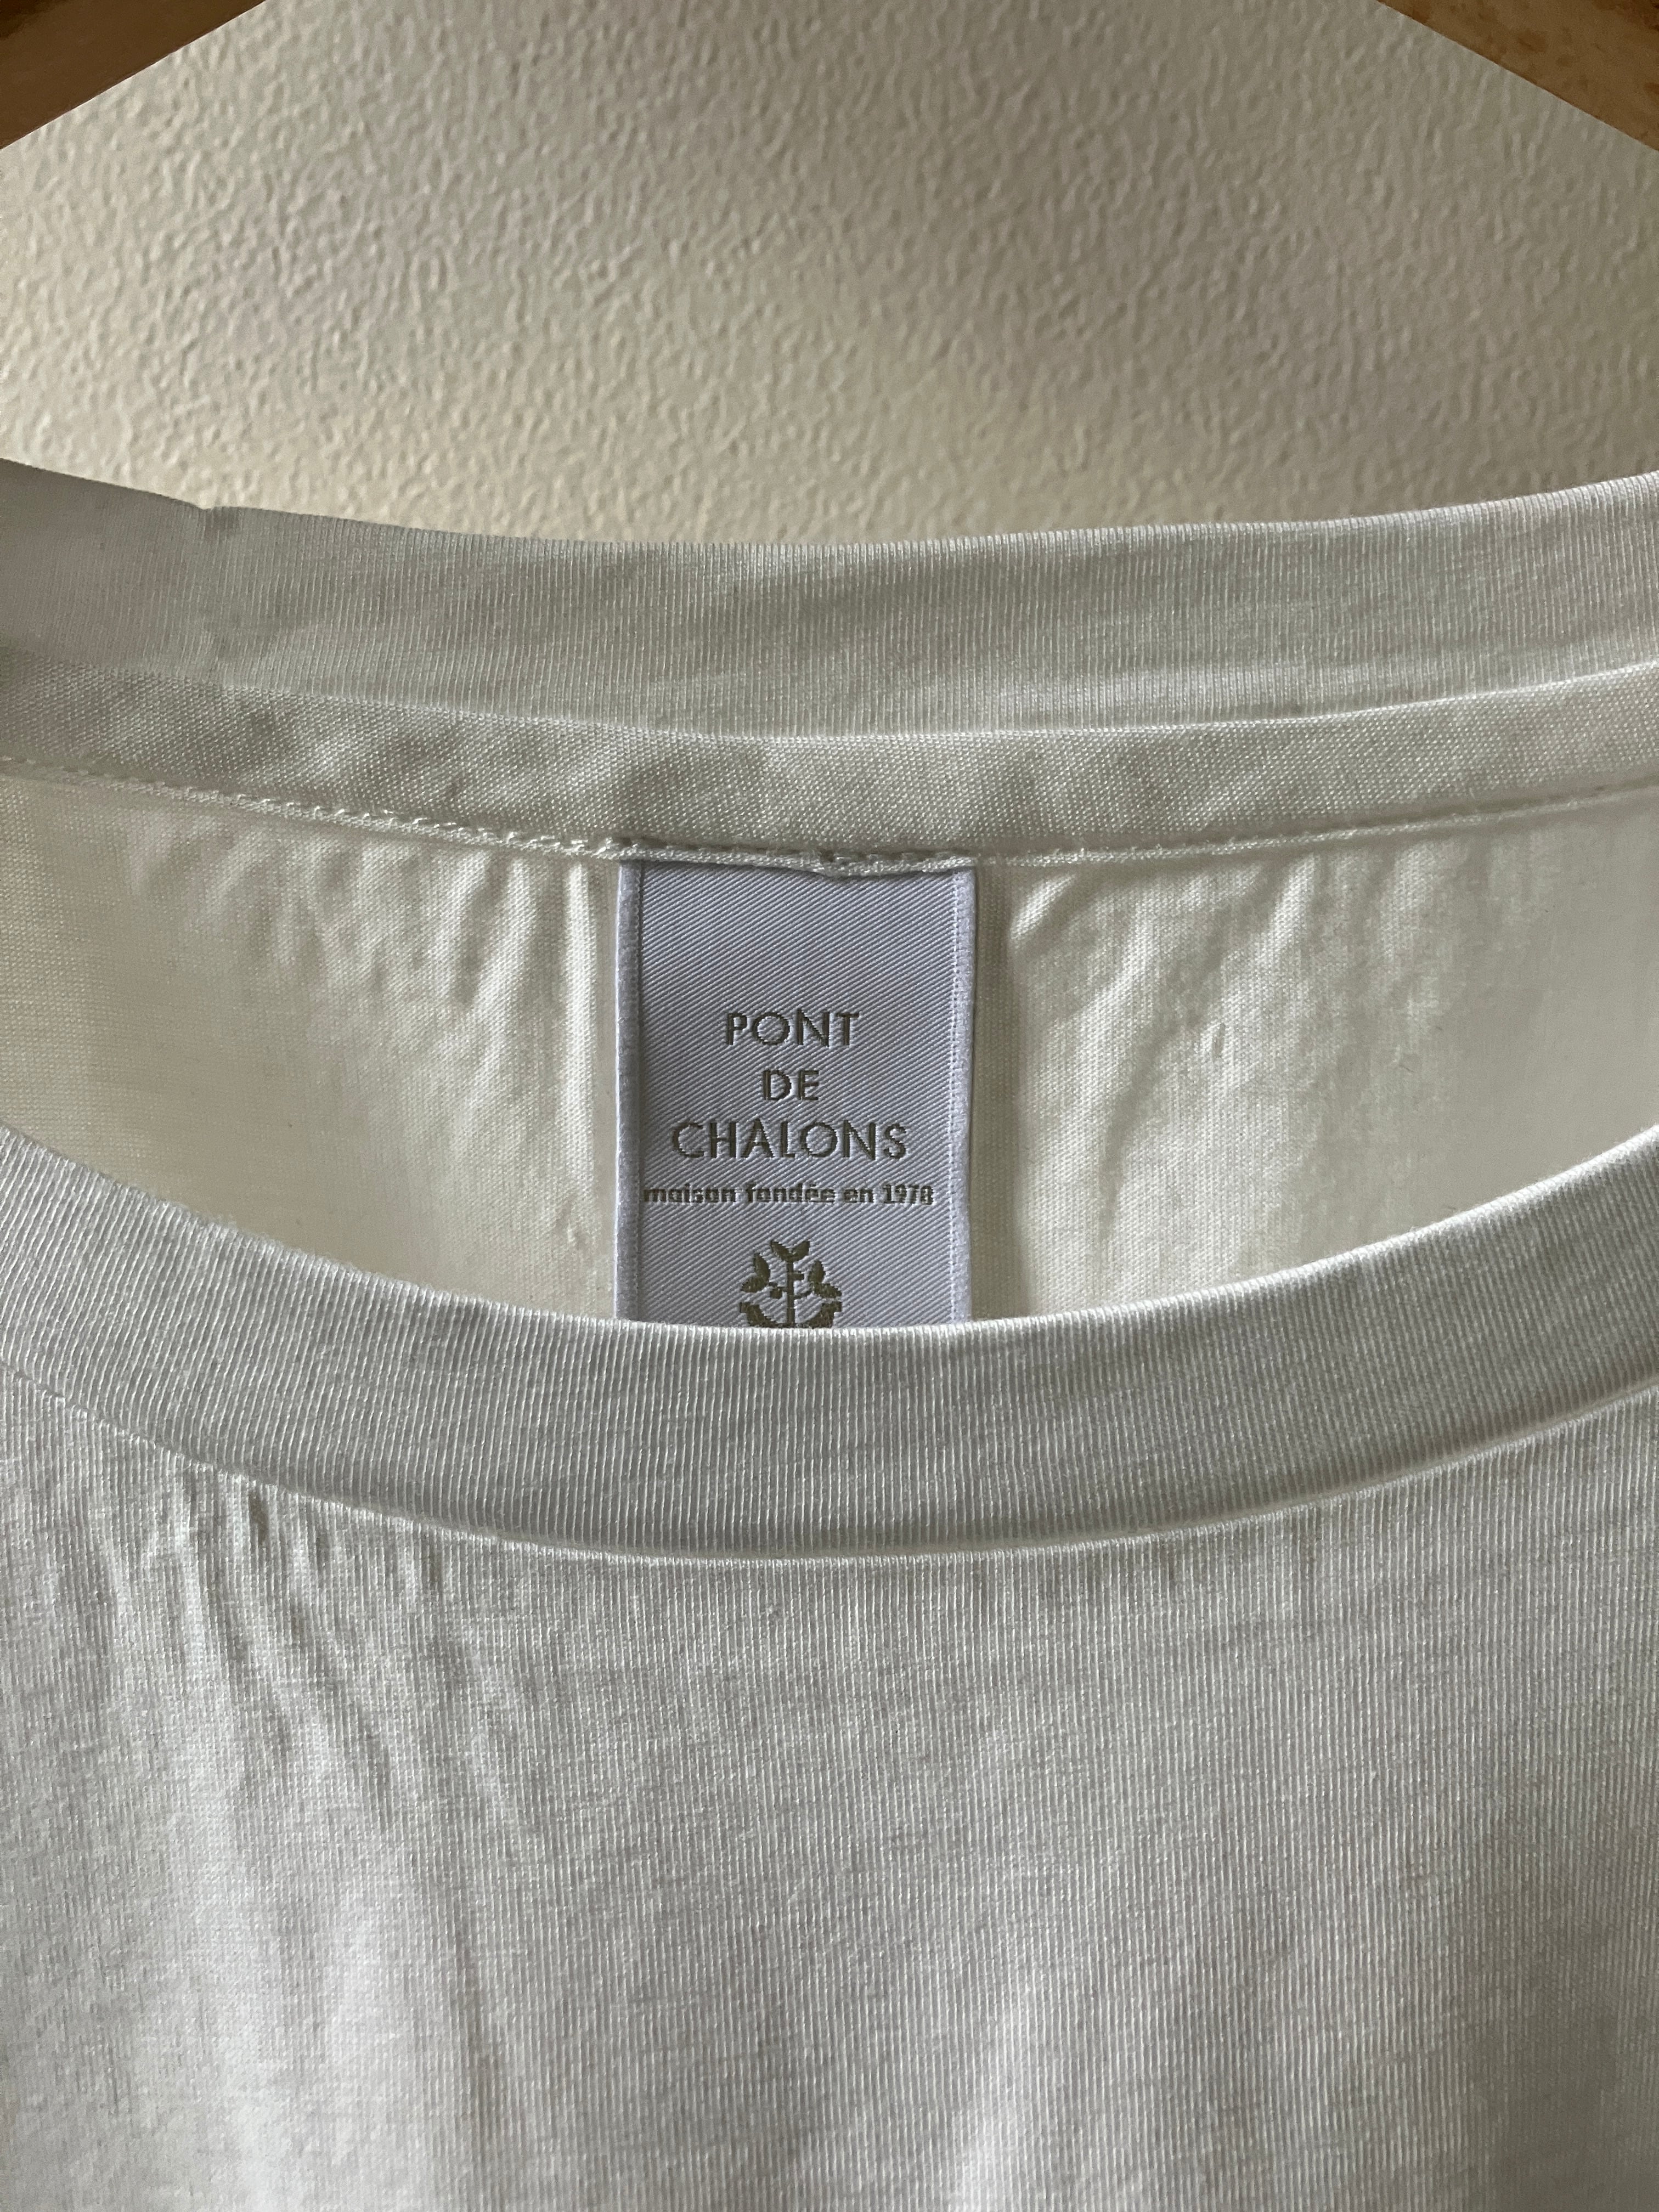 PONT
DE
CHALONS
maison fondée en 1978